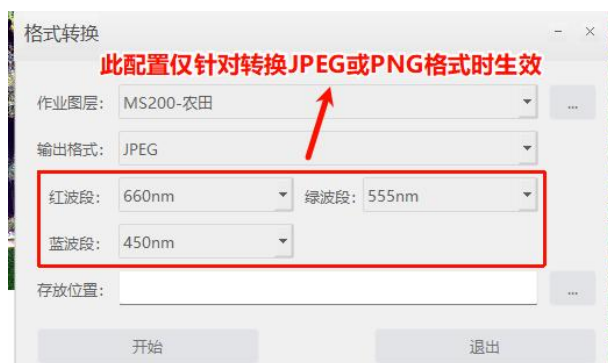 格式转换
此配置仅针对转换JPEG或PNG格式时生效
作业图层: MS200-农田 ...
输出格式: JPEG
红波段: 660nm 绿波段: 555nm
蓝波段: 450nm
存放位置: ...
开始 退出